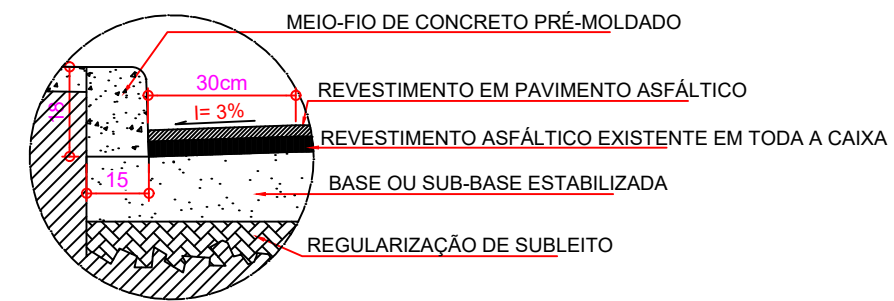 MEIO-FIO DE CONCRETO PRÉ-MOLDADO
30cm
REVESTIMENTO EM PAVIMENTO ASFÁLTICO
I= 3%
REVESTIMENTO ASFÁLTICO EXISTENTE EM TODA A CAIXA
15
BASE OU SUB-BASE ESTABILIZADA
REGULARIZAÇÃO DE SUBLEITO